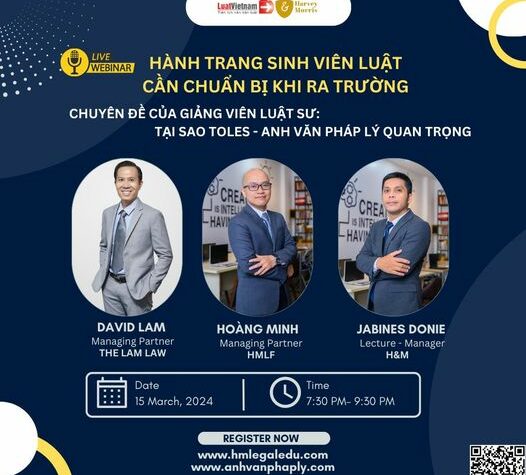 LuatVietnam
Harvey
Morris
LIVE
WEBINAR
HÀNH TRANG SINH VIÊN LUẬT
CẦN CHUẨN BỊ KHI RA TRƯỜNG
CHUYÊN ĐỀ CỦA GIẢNG VIÊN LUẬT SƯ:
TẠI SAO TOLES - ANH VĂN PHÁP LÝ QUAN TRỌNG
DAVID LAM
Managing Partner
THE LAM LAW
HOÀNG MINH
Managing Partner
HMLF
JABINES DONIE
Lecture - Manager
H&M
Date
15 March, 2024
Time
7:30 PM- 9:30 PM
REGISTER NOW
www.hmlegaledu.com
www.anhvanphaply.com